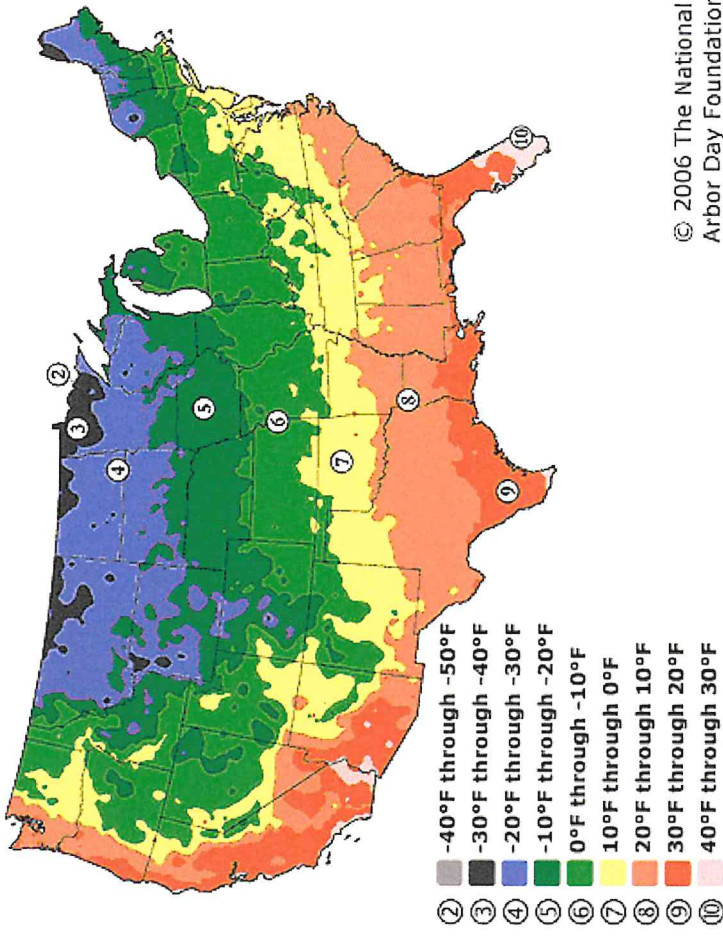 ②
③
④
⑤
⑥
⑦
⑧
⑨
⑩
② -40°F through -50°F
③ -30°F through -40°F
④ -20°F through -30°F
⑤ -10°F through -20°F
⑥ 0°F through -10°F
⑦ 10°F through 0°F
⑧ 20°F through 10°F
⑨ 30°F through 20°F
⑩ 40°F through 30°F
© 2006 The National
Arbor Day Foundation